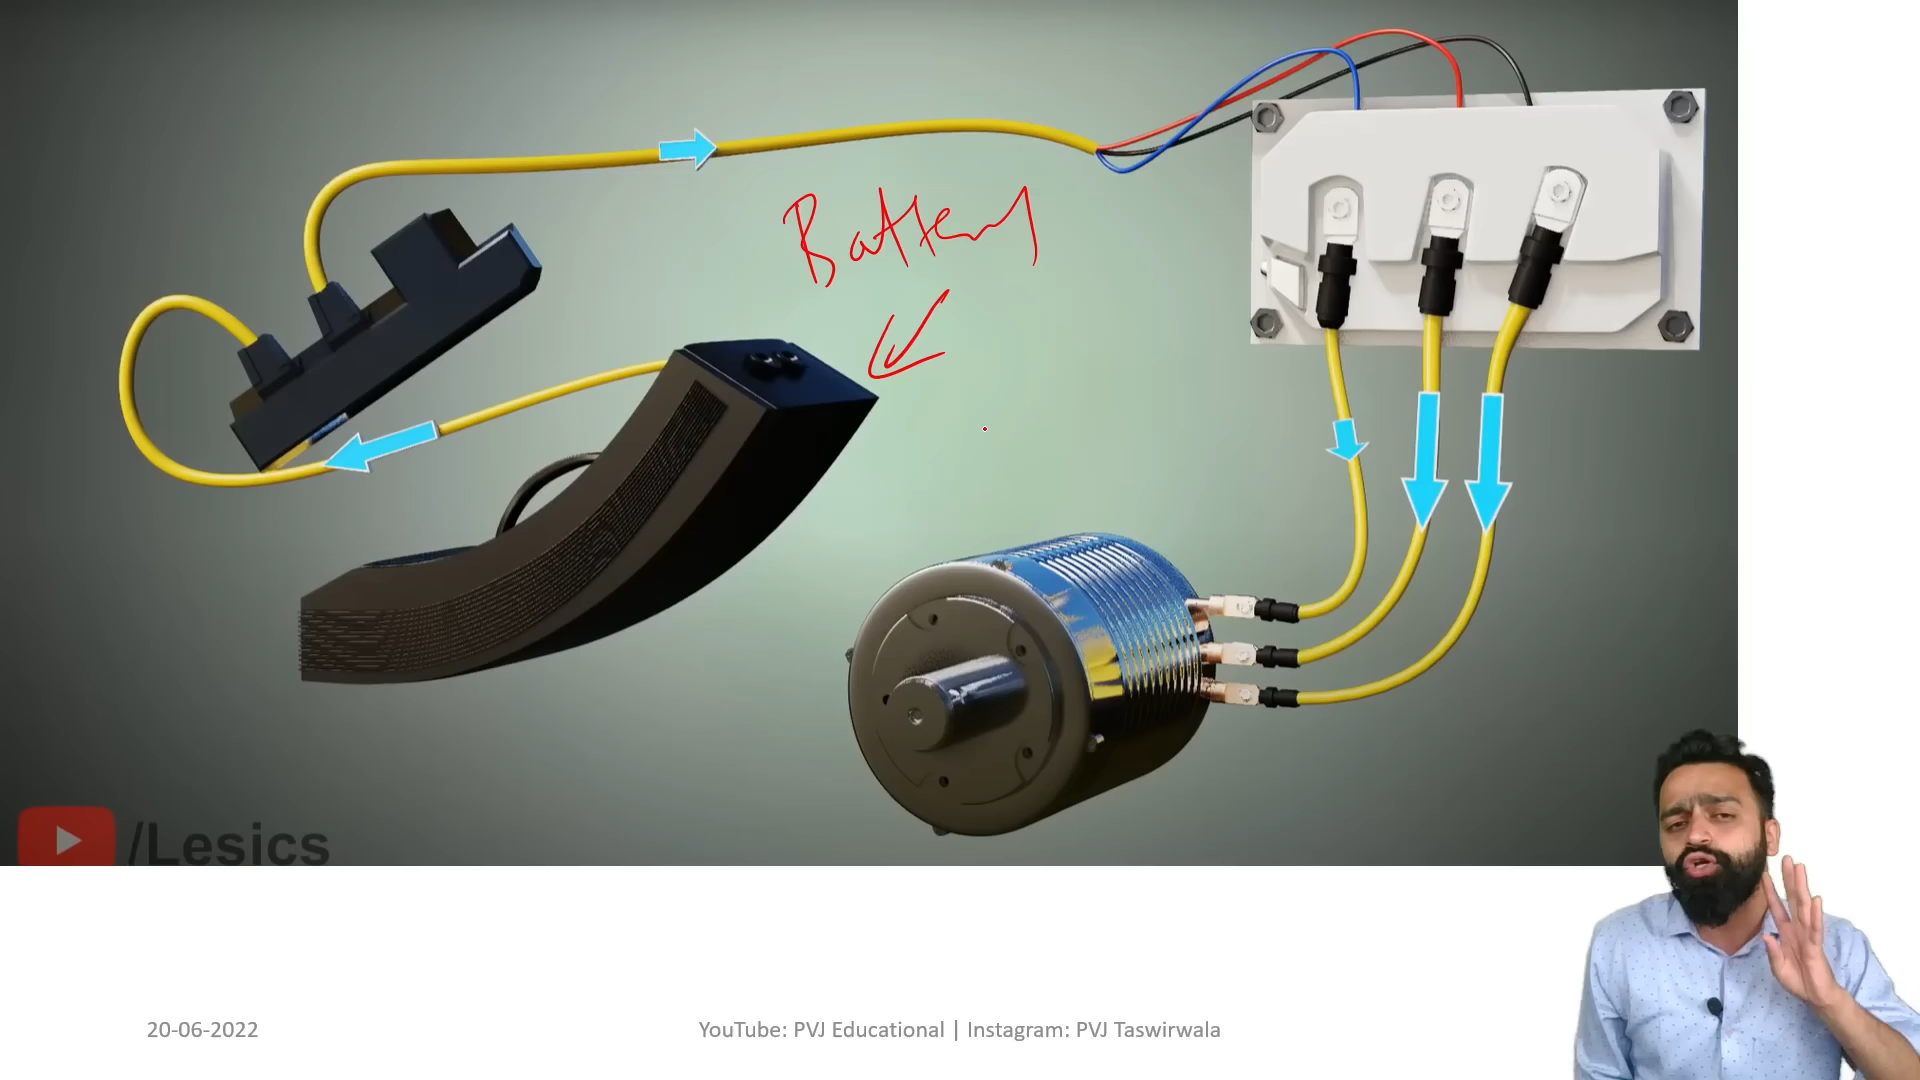 Battery
/Lesics
20-06-2022
YouTube: PVJ Educational | Instagram: PVJ Taswirwala